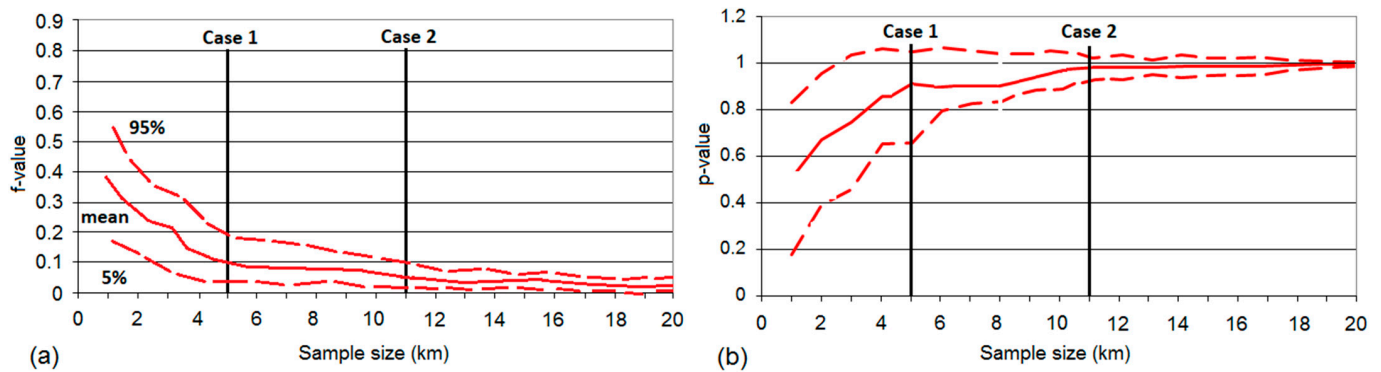 0.9
0.8
0.7
0.6
0.5
0.4
0.3
0.2
0.1
0
f-value
Case 1
Case 2
95%
mean
5%
0 2 4 6 8 10 12 14 16 18 20
Sample size (km)
(a)
1.2
1
0.8
0.6
0.4
0.2
0
p-value
Case 1
Case 2
0 2 4 6 8 10 12 14 16 18 20
Sample size (km)
(b)